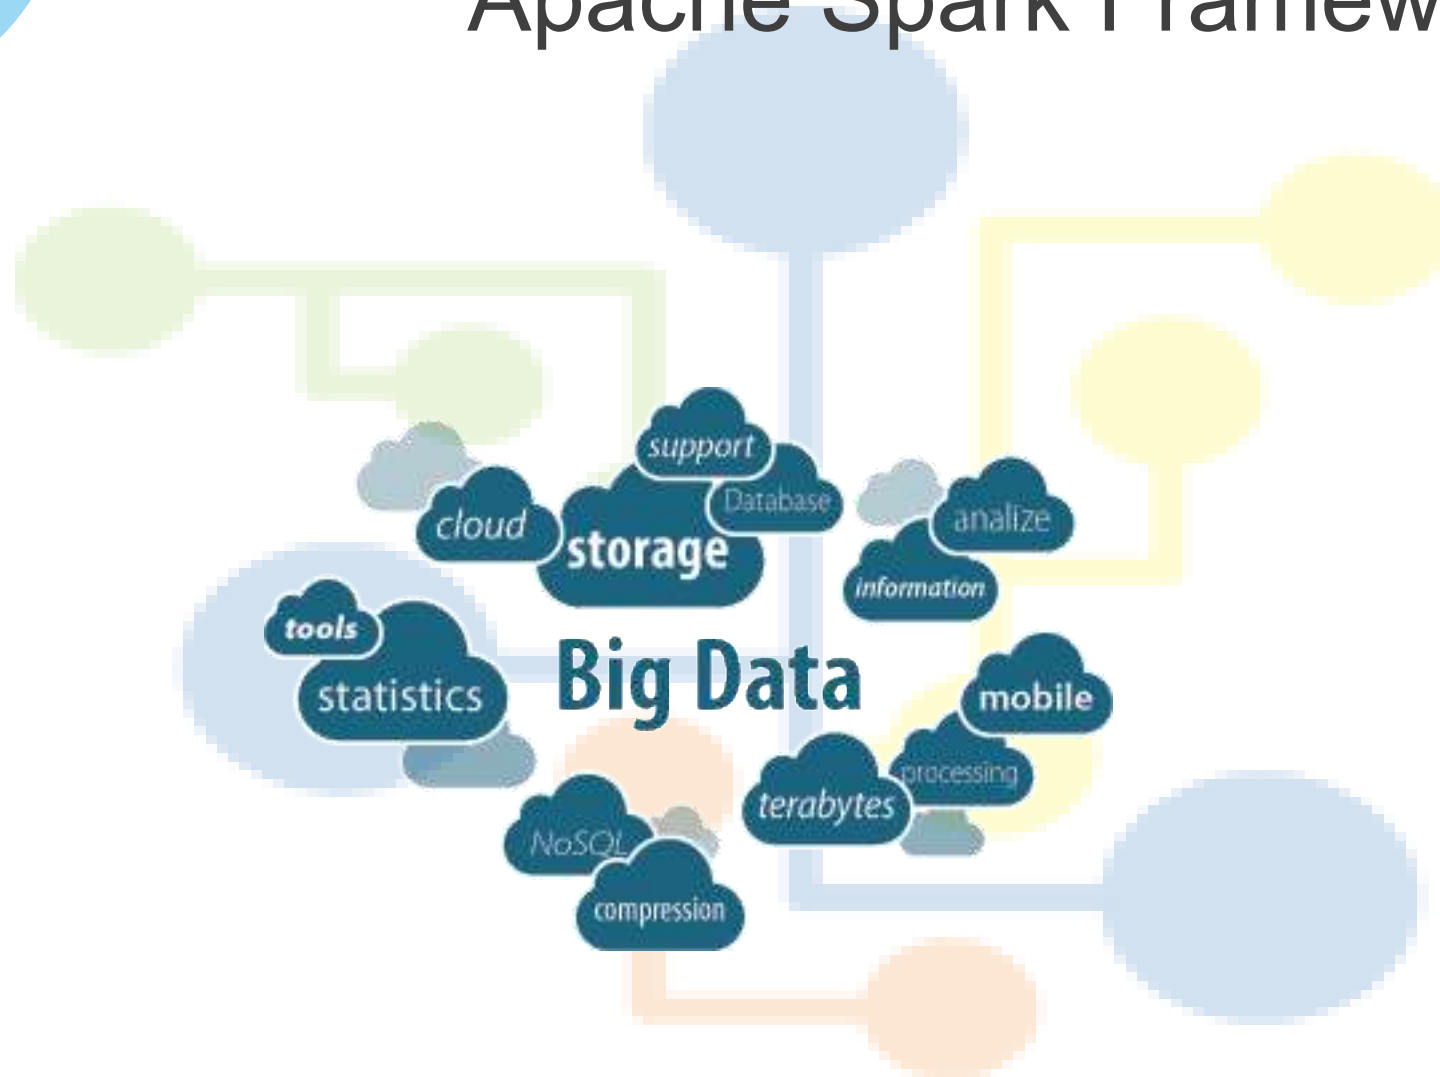 Apache Spark Framew
support
Database
cloud
storage
analize
information
tools
statistics
Big Data
mobile
processing
terabytes
NoSQL
compression